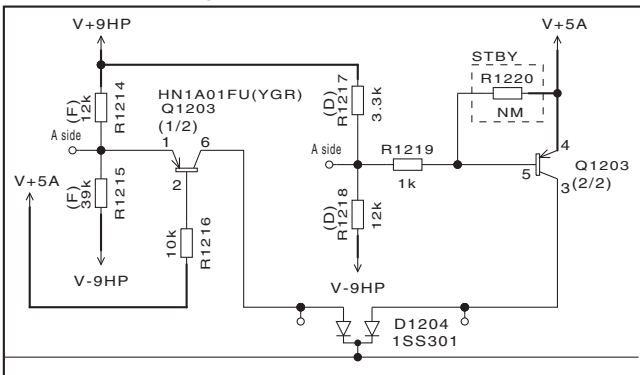 V+9HP
V+5A
STBY
R1220
NM
HN1A01FU(YGR)
Q1203
(1/2)
(F)
12k
R1214
(D)
R1217
3.3k
A side
1
6
2
A side
R1219
1k
4
5
3
Q1203
(2/2)
V+5A
(F)
39k
R1215
10k
R1216
(D)
R1218
12k
V-9HP
V-9HP
D1204
1SS301